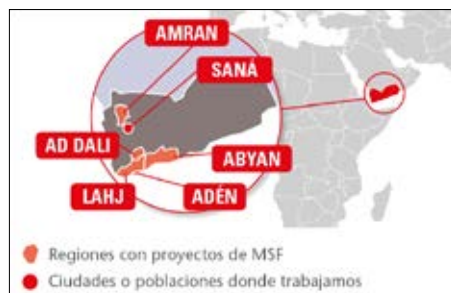 AMRAN
SANÁ
AD DALI
ABYAN
LAHJ
ADÉN
Regiones con proyectos de MSF
Ciudades o poblaciones donde trabajamos